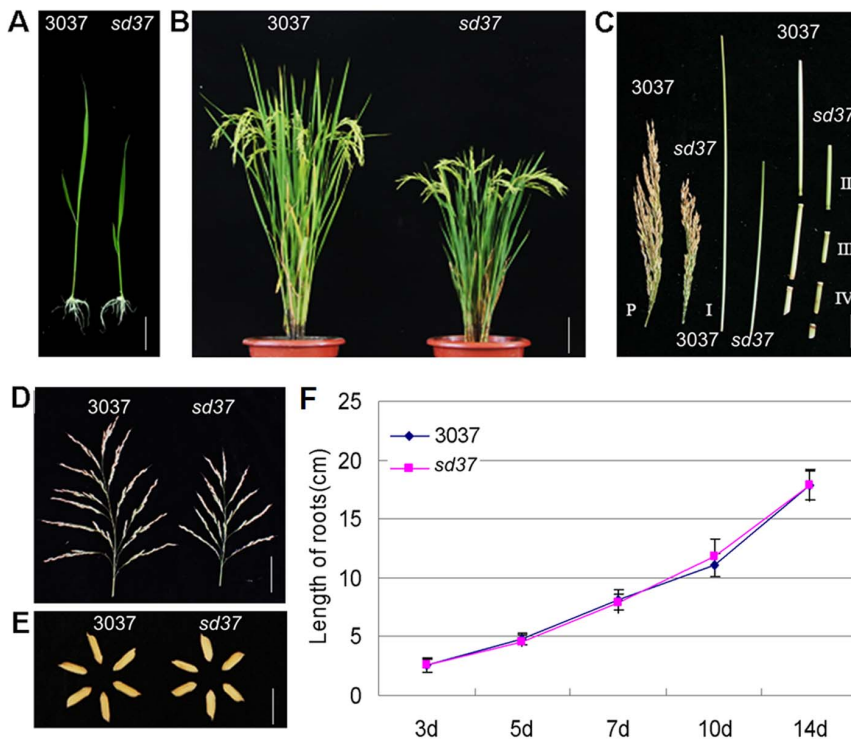 A
3037 sd37
B
3037 sd37
C
3037
3037
sd37
sd37
II
III
IV
P
I
3037
sd37
D
3037 sd37
E
3037 sd37
F
25
20
15
10
5
0
Length of roots(cm)
3037
sd37
3d 5d 7d 10d 14d